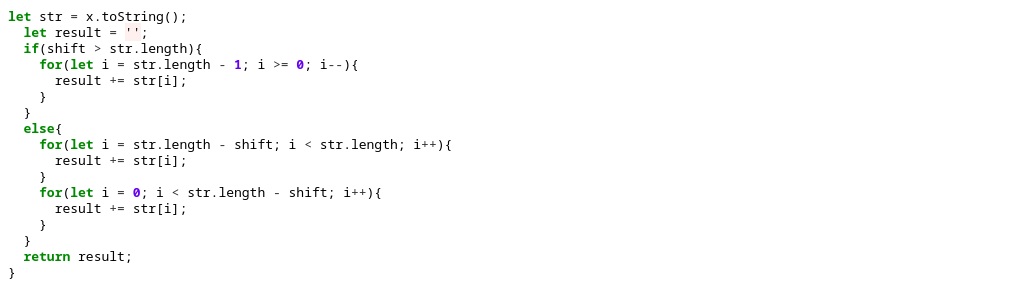 let str = x.toString();
  let result = '';
  if(shift > str.length){
    for(let i = str.length - 1; i >= 0; i--){
      result += str[i];
    }
  }
  else{
    for(let i = str.length - shift; i < str.length; i++){
      result += str[i];
    }
    for(let i = 0; i < str.length - shift; i++){
      result += str[i];
    }
  }
  return result;
}